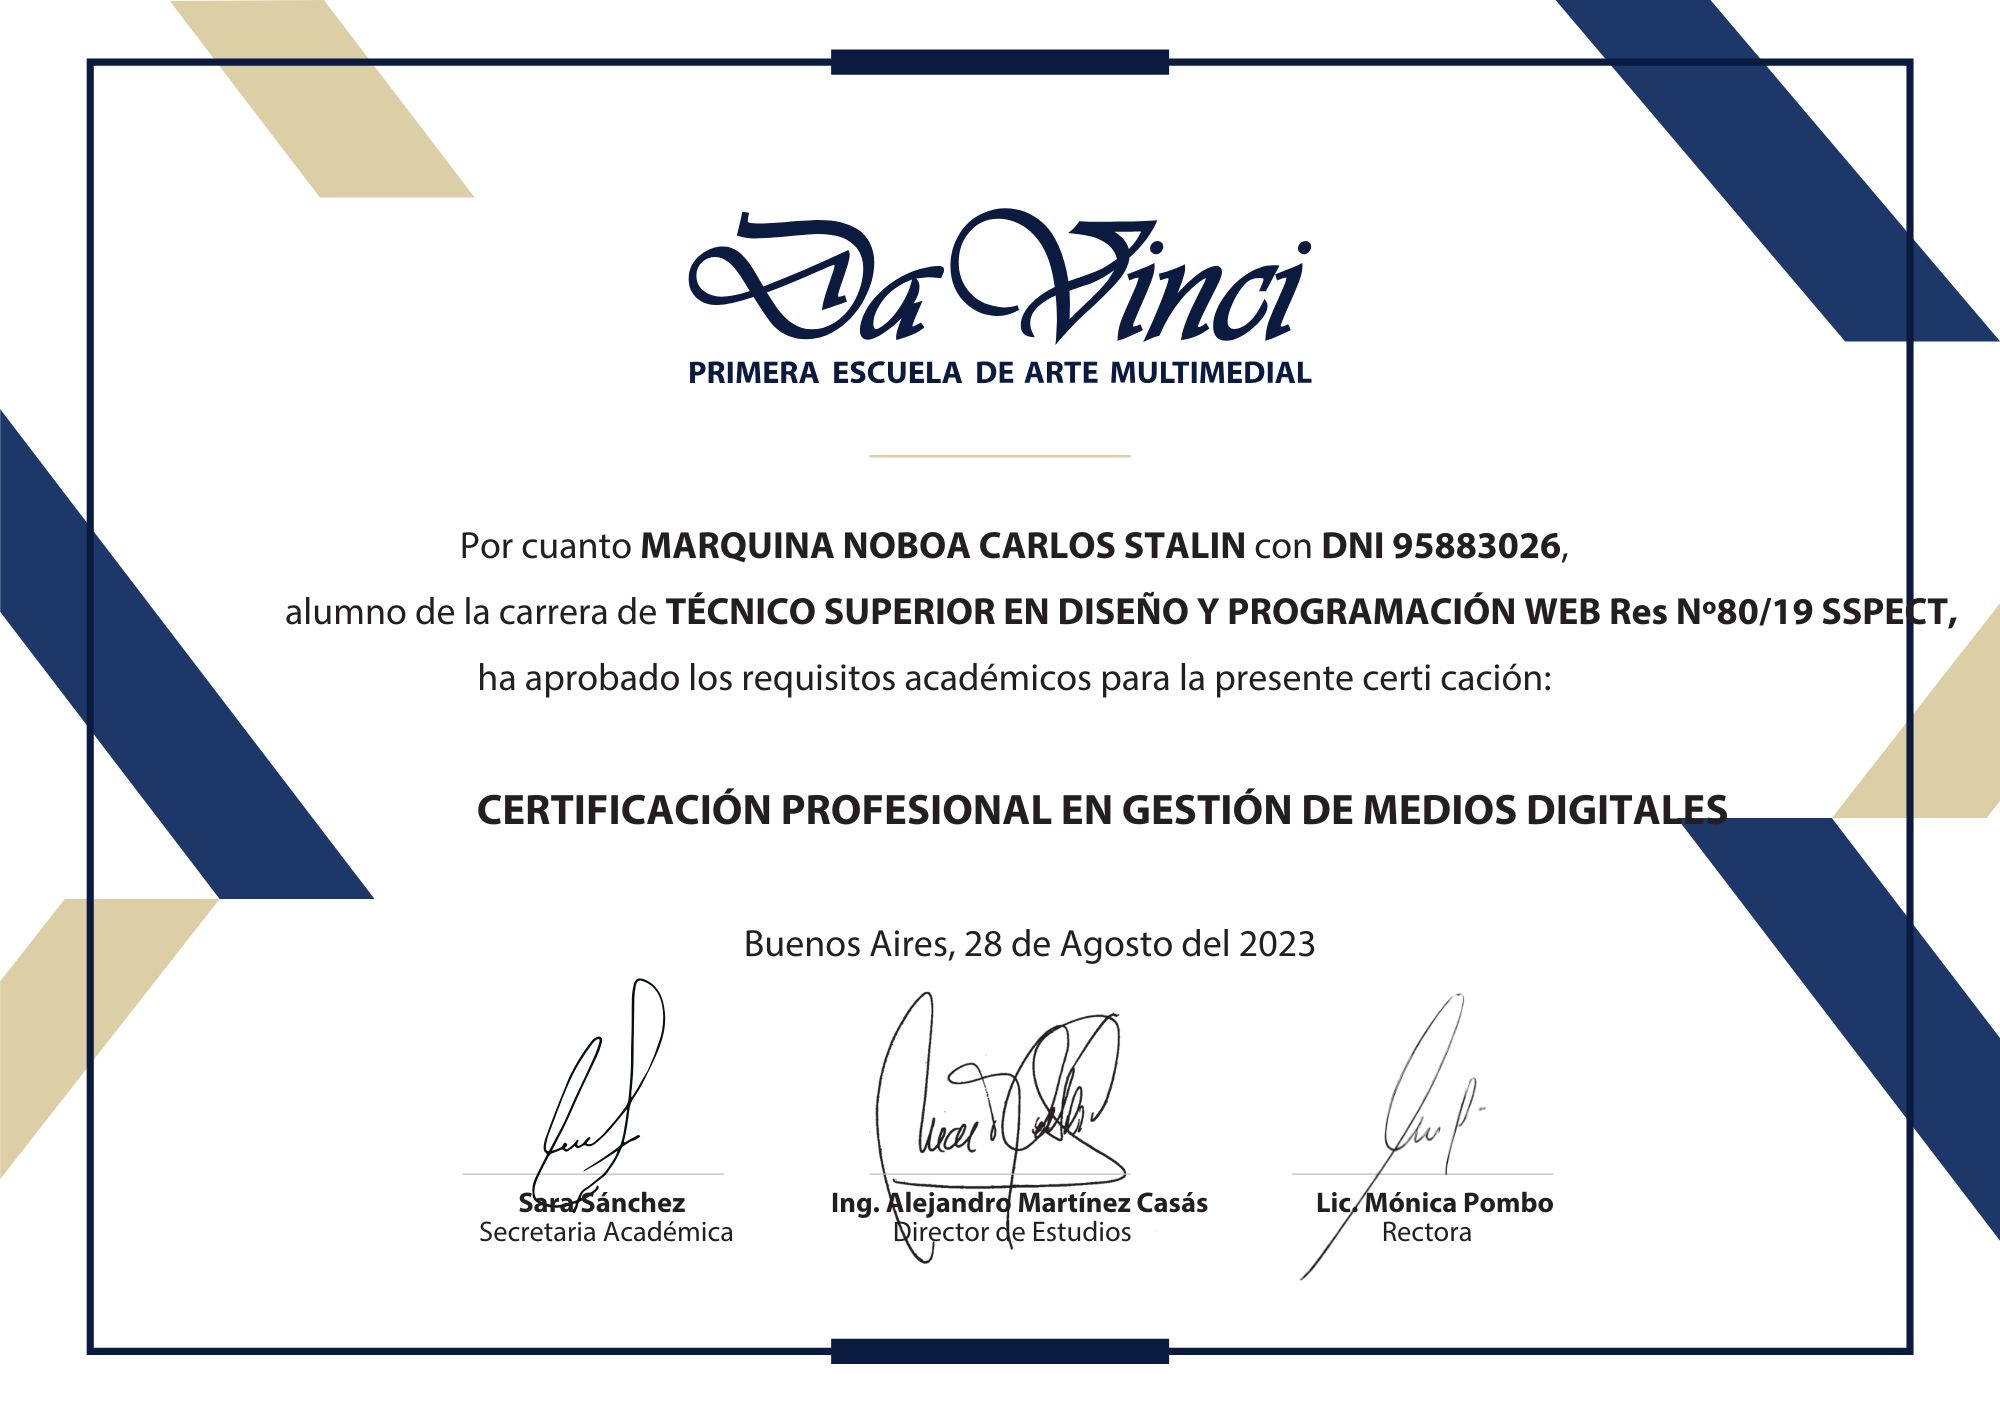 Da Vinci
PRIMERA ESCUELA DE ARTE MULTIMEDIAL
Por cuanto MARQUINA NOBOA CARLOS STALIN con DNI 95883026,
alumno de la carrera de TÉCNICO SUPERIOR EN DISEÑO Y PROGRAMACIÓN WEB Res Nº80/19 SSPECT,
ha aprobado los requisitos académicos para la presente certi cación:
CERTIFICACIÓN PROFESIONAL EN GESTIÓN DE MEDIOS DIGITALES
Buenos Aires, 28 de Agosto del 2023
Sara Sánchez
Secretaria Académica
Ing. Alejandro Martínez Casás
Director de Estudios
Lic. Mónica Pombo
Rectora